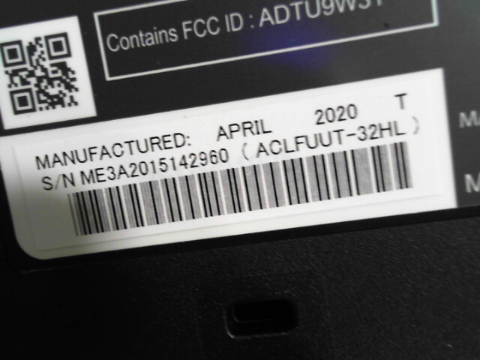 Contains FCC ID : ADTU9W31
MANUFACTURED: APRIL 2020 T
S/N ME3A2015142960 ( ACLFUUT-32HL )